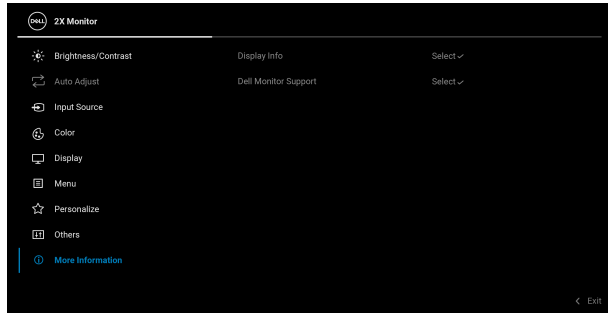 DELL 2X Monitor
Brightness/Contrast Display Info Select
Auto Adjust Dell Monitor Support Select
Input Source
Color
Display
Menu
Personalize
Others
More Information
Exit